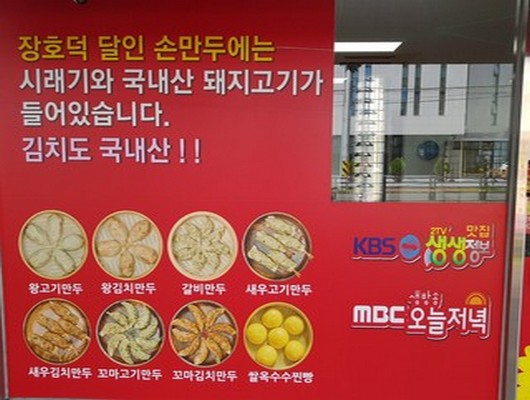 장호덕 달인 손만두에는
시래기와 국내산 돼지고기가
들어있습니다.
김치도 국내산!!
2TV 맛집
KBS 생생정보
왕고기만두 왕김치만두 갈비만두 새우고기만두
생방송
MBC 오늘저녁
새우김치만두 꼬마고기만두 꼬마김치만두 쌀옥수수찐빵